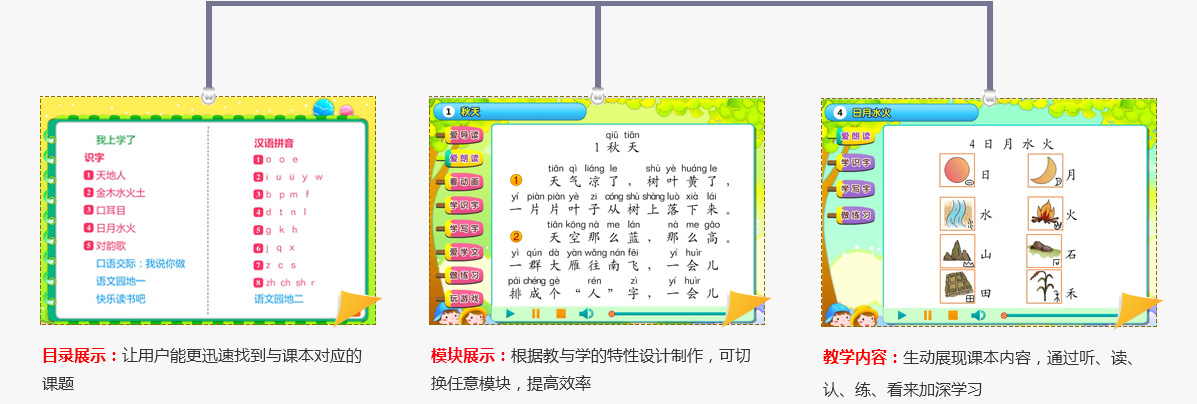 我上学了
识字
1 天地人
2 金木水火土
3 口耳目
4 日月水火
5 对韵歌
口语交际：我说你做
语文园地一
快乐读书吧
汉语拼音
1 ɑ o e
2 i u ü y w
3 b p m f
4 d t n l
5 g k h
6 j q x
7 z c s
8 zh ch sh r
语文园地二
目录展示：让用户能更迅速找到与课本对应的
课题
1 秋天
爱导读
爱朗读
看动画
学识字
学写字
爱学文
做练习
玩游戏
qiū tiān
1 秋 天
tiān qì liáng le shù yè huáng le
1 天 气 凉 了 ， 树 叶 黄 了 ，
yí piàn piàn yè zi cóng shù shàng luò xià lái
一 片 片 叶 子 从 树 上 落 下 来 。
tiān kōng nà me lán nà me gāo
2 天 空 那 么 蓝 ， 那 么 高 。
yì qún dà yàn wǎng nán fēi yí huìr
一 群 大 雁 往 南 飞 ， 一 会 儿
pái chéng gè rén zì yí huìr
排 成 个 “ 人 ” 字 ， 一 会 儿
模块展示：根据教与学的特性设计制作，可切
换任意模块，提高效率
4 日月水火
爱朗读
学识字
学写字
做练习
4 日 月 水 火
日 月
水 火
山 石
田 禾
教学内容：生动展现课本内容，通过听、读、
认、练、看来加深学习